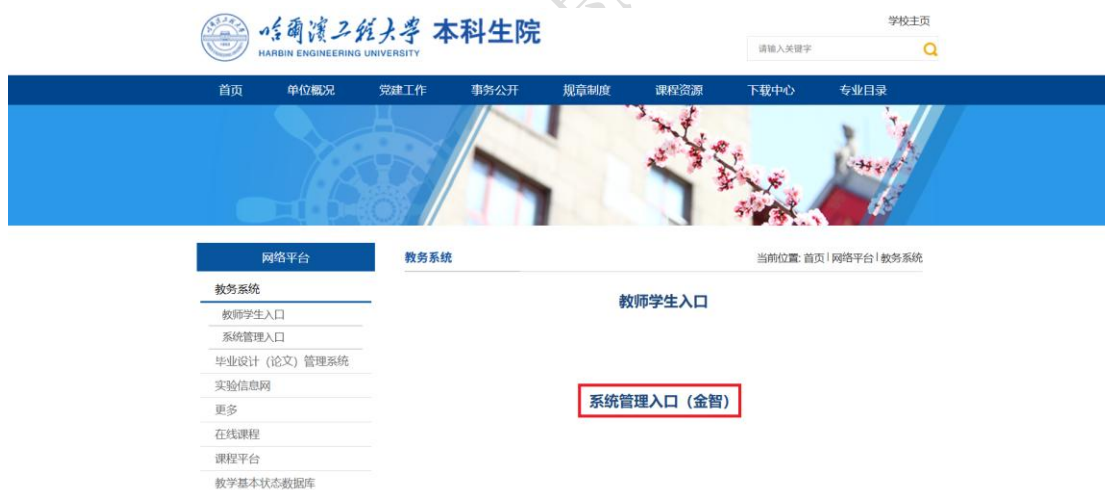 哈爾濱工程大学 本科生院
HARBIN ENGINEERING UNIVERSITY
学校主页
请输入关键字
首页 单位概况 党建工作 事务公开 规章制度 课程资源 下载中心 专业目录
网络平台
教务系统
当前位置: 首页 | 网络平台 | 教务系统
教务系统
教师学生入口
系统管理入口
毕业设计（论文）管理系统
实验信息网
更多
在线课程
课程平台
教学基本状态数据库
教师学生入口
系统管理入口（金智）